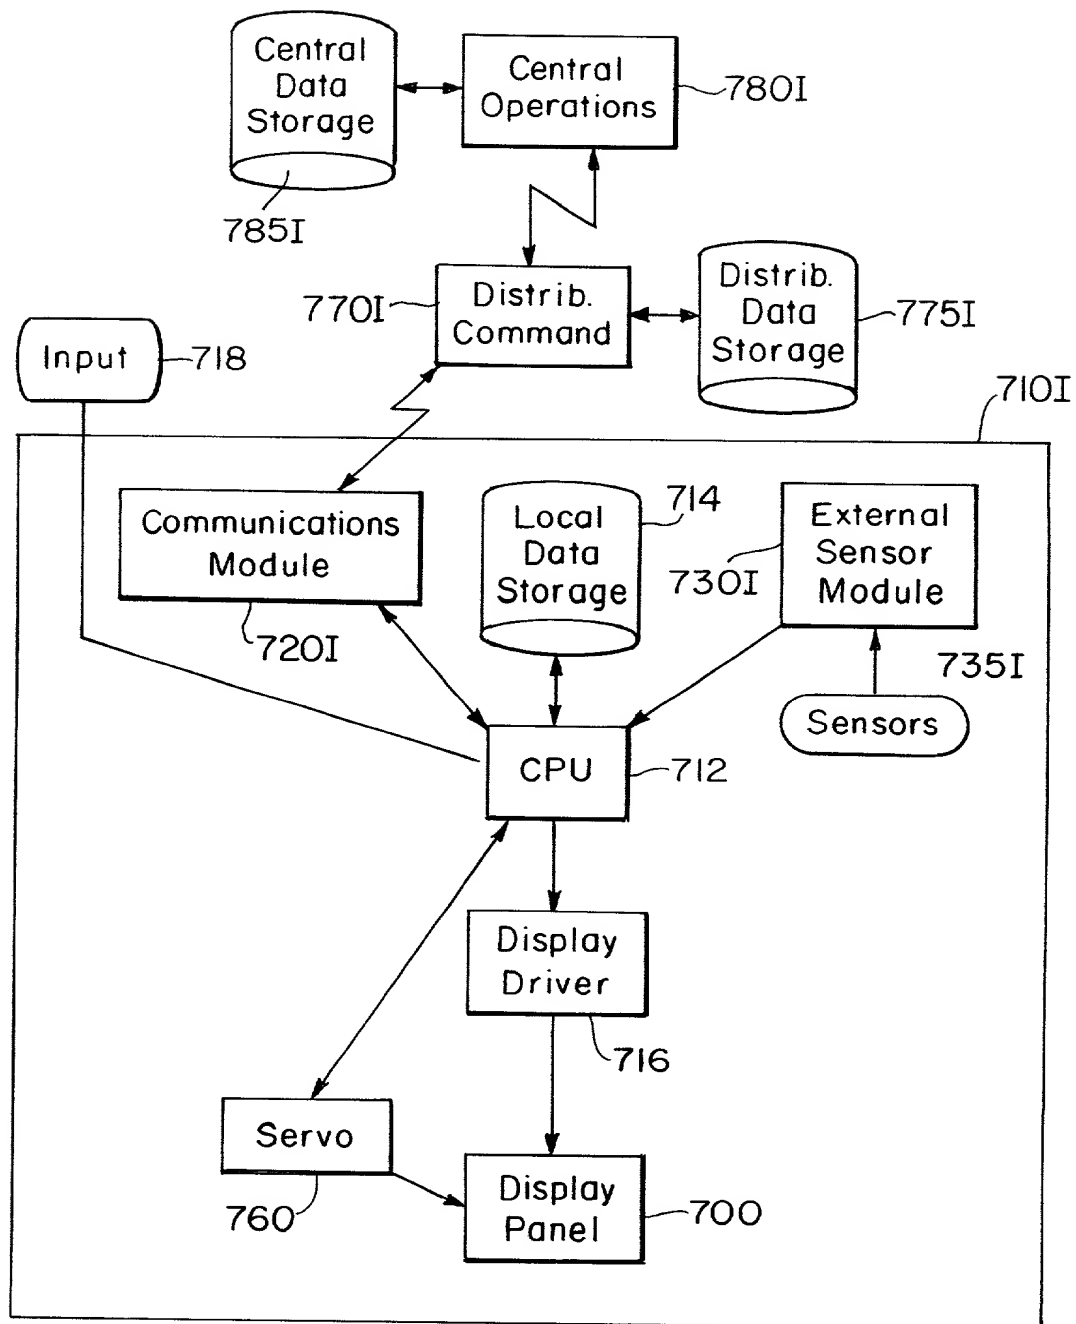 Central
Data
Storage
785I
Central
Operations
780I
770I
Distrib.
Command
Distrib.
Data
Storage
775I
Input
718
710I
Communications
Module
720I
Local
Data
Storage
714
External
Sensor
Module
730I
735I
Sensors
CPU
712
Display
Driver
716
Servo
760
Display
Panel
700